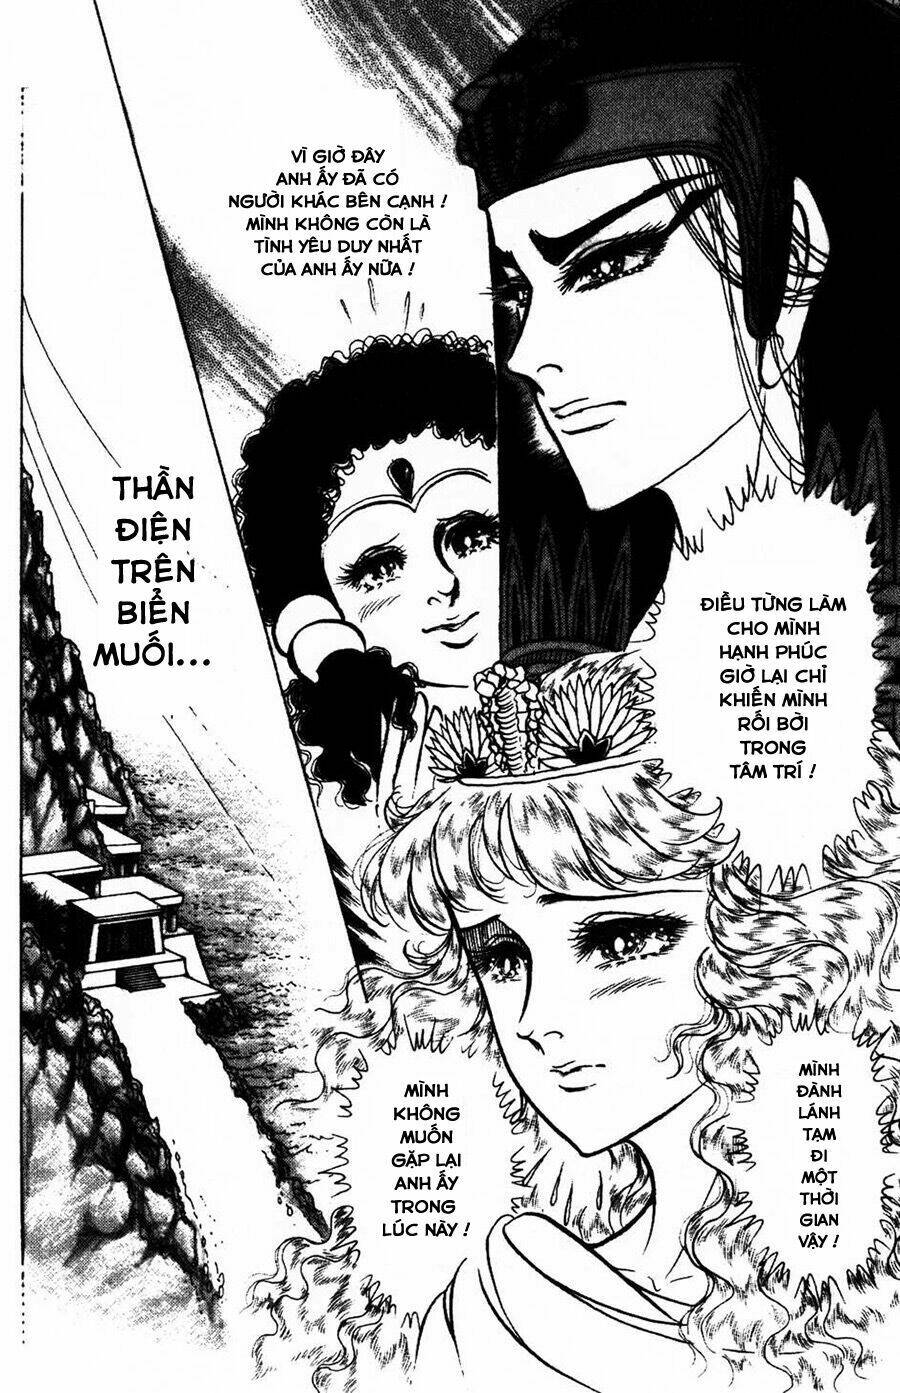 VÌ GIỜ ĐÂY
ANH ẤY ĐÃ CÓ
NGƯỜI KHÁC BÊN CẠNH !
MÌNH KHÔNG CÒN LÀ
TÌNH YÊU DUY NHẤT
CỦA ANH ẤY NỮA !
ĐIỀU TỪNG LÀM
CHO MÌNH
HẠNH PHÚC
GIỜ LẠI CHỈ
KHIẾN MÌNH
RỐI BỜI
TRONG
TÂM TRÍ !
THẦN
ĐIỆN
TRÊN
BIỂN
MUỐI...
MÌNH
ĐÀNH
LÁNH
TẠM
ĐI
MỘT
THỜI
GIAN
VẬY !
MÌNH
KHÔNG
MUỐN
GẶP LẠI
ANH ẤY
TRONG
LÚC NÀY !